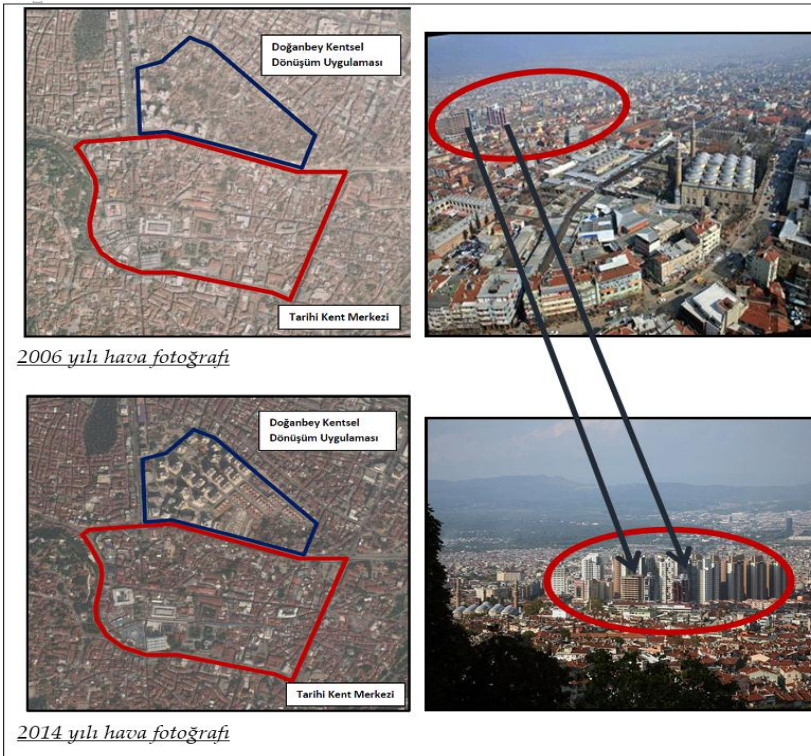 Doğanbey Kentsel
Dönüşüm Uygulaması
Tarihi Kent Merkezi
2006 yılı hava fotoğrafı
Doğanbey Kentsel
Dönüşüm Uygulaması
Tarihi Kent Merkezi
2014 yılı hava fotoğrafı